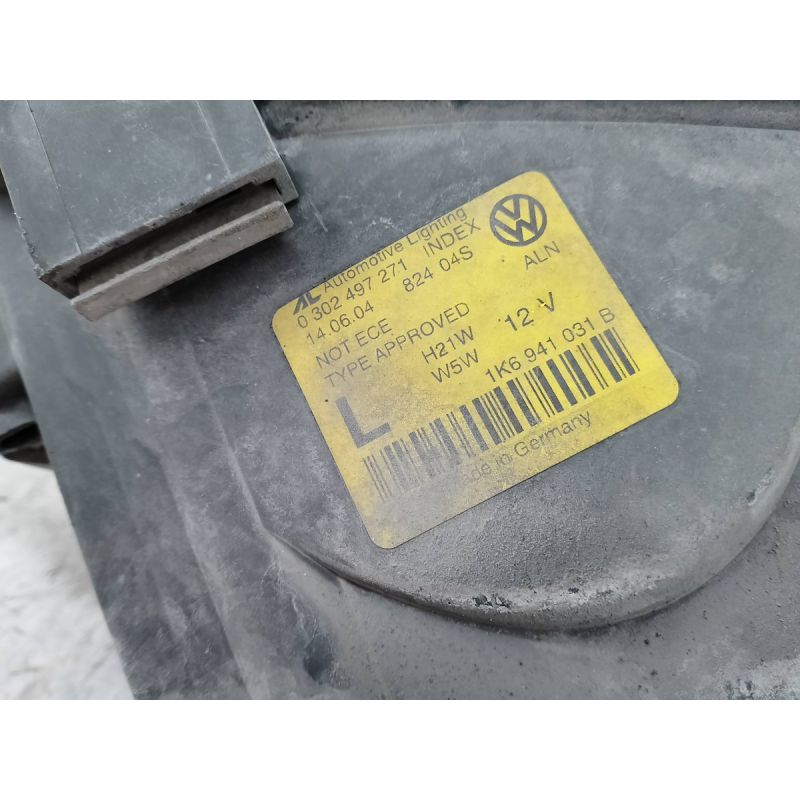 AL Automotive Lighting
0 302 497 271 INDEX
14.06.04 824 04S
ALN
NOT ECE
TYPE APPROVED
H21W 12 V
W5W
L 1K6 941 031 B
in Germany